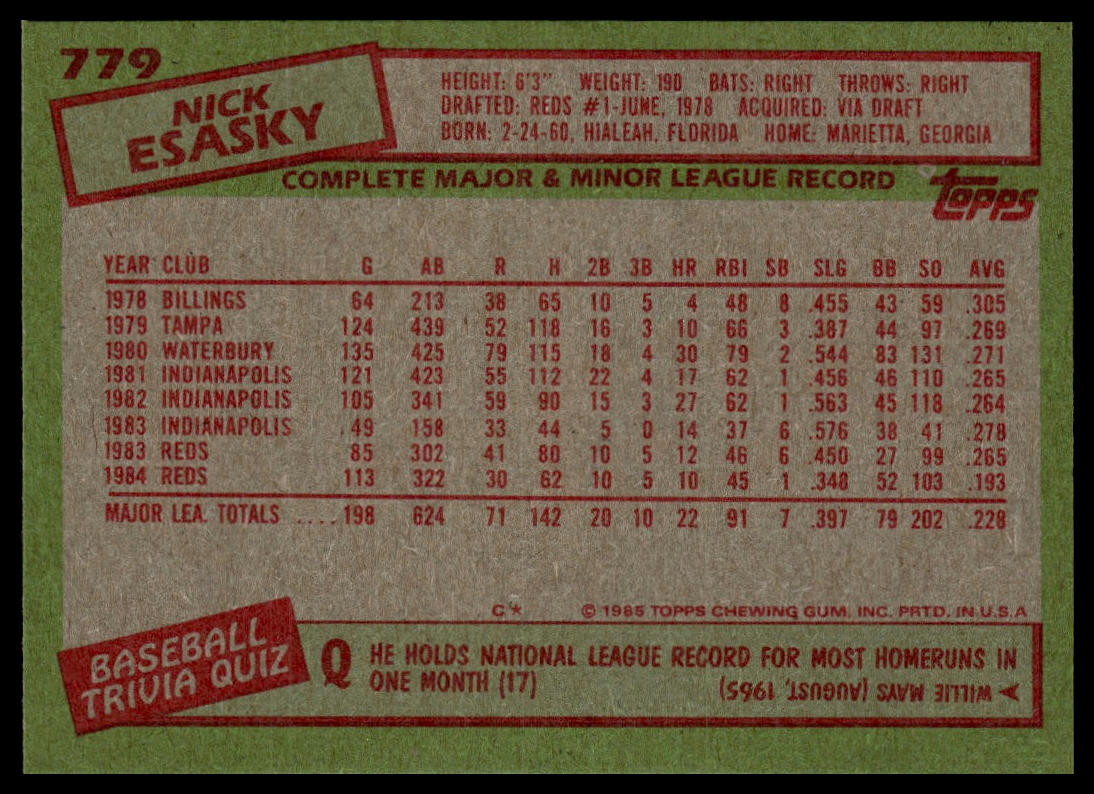 779
NICK
ESASKY
HEIGHT: 6'3" WEIGHT: 190 BATS: RIGHT THROWS: RIGHT
DRAFTED: REDS #1-JUNE, 1978 ACQUIRED: VIA DRAFT
BORN: 2-24-60, HIALEAH, FLORIDA HOME: MARIETTA, GEORGIA
COMPLETE MAJOR & MINOR LEAGUE RECORD
topps
YEAR CLUB G AB R H 2B 3B HR RBI SB SLG BB SO AVG
1978 BILLINGS 64 213 38 65 10 5 4 48 8 .455 43 59 .305
1979 TAMPA 124 439 52 118 16 3 10 66 3 .387 44 97 .269
1980 WATERBURY 135 425 79 115 18 4 30 79 2 .544 83 131 .271
1981 INDIANAPOLIS 121 423 55 112 22 4 17 62 1 .456 46 110 .265
1982 INDIANAPOLIS 105 341 59 90 15 3 27 62 1 .563 45 118 .264
1983 INDIANAPOLIS 49 158 33 44 5 0 14 37 6 .576 38 41 .278
1983 REDS 85 302 41 80 10 5 12 46 6 .450 27 99 .265
1984 REDS 113 322 30 62 10 5 10 45 1 .348 52 103 .193
MAJOR LEA. TOTALS ..... 198 624 71 142 20 10 22 91 7 .397 79 202 .228
C* © 1985 TOPPS CHEWING GUM, INC. PRTD. IN U.S.A
BASEBALL
TRIVIA QUIZ
Q HE HOLDS NATIONAL LEAGUE RECORD FOR MOST HOMERUNS IN
ONE MONTH (17)
WILLIE MAYS (AUGUST, 1965)